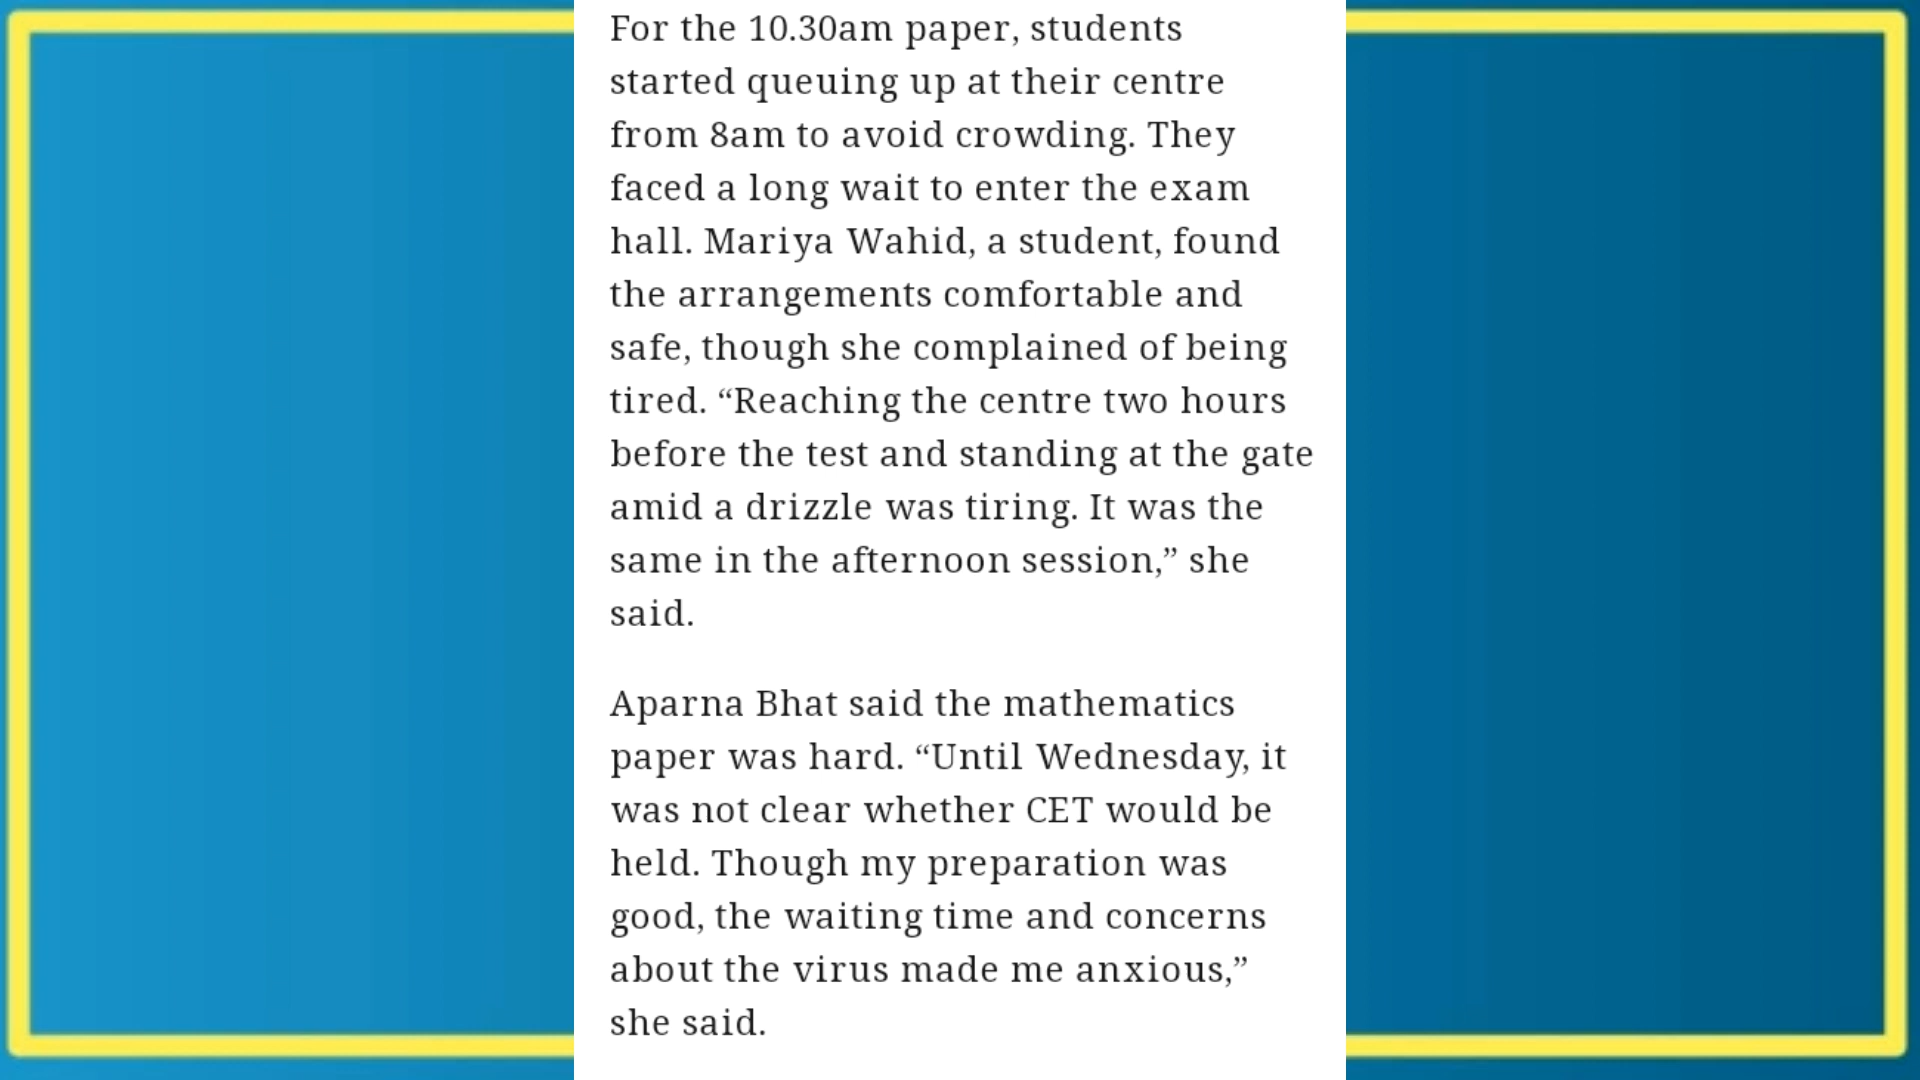 For the 10.30am paper, students
started queuing up at their centre
from 8am to avoid crowding. They
faced a long wait to enter the exam
hall. Mariya Wahid, a student, found
the arrangements comfortable and
safe, though she complained of being
tired. “Reaching the centre two hours
before the test and standing at the gate
amid a drizzle was tiring. It was the
same in the afternoon session,” she
said.
Aparna Bhat said the mathematics
paper was hard. “Until Wednesday, it
was not clear whether CET would be
held. Though my preparation was
good, the waiting time and concerns
about the virus made me anxious,”
she said.